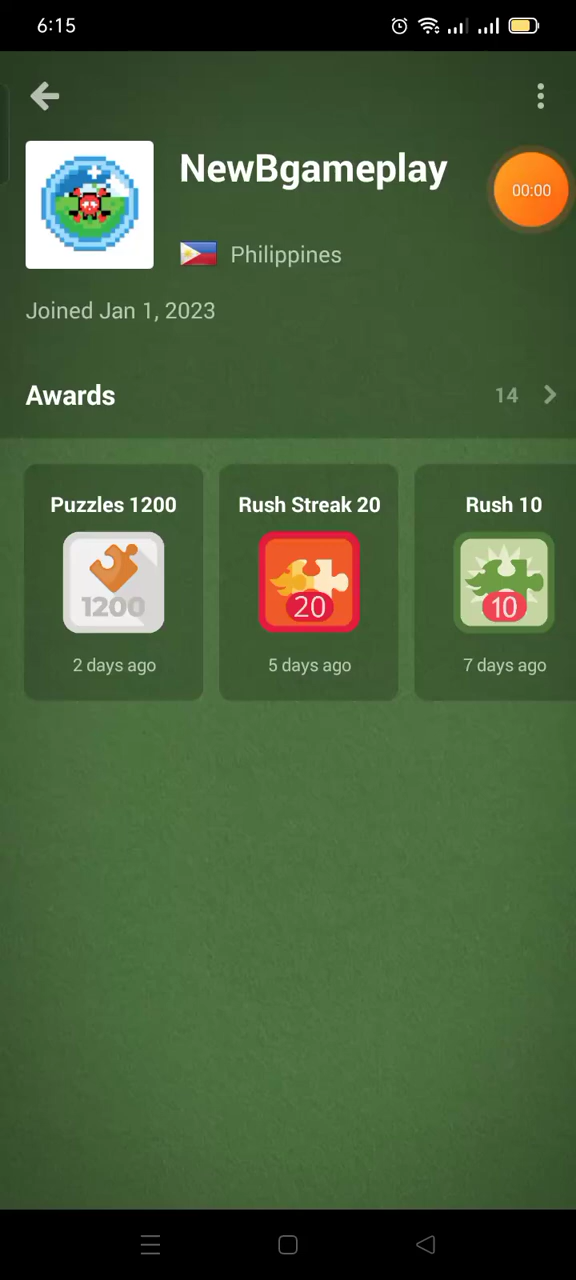 6:15
NewBgameplay
00:00
Philippines
Joined Jan 1, 2023
Awards 14
Puzzles 1200 Rush Streak 20 Rush 10
1200 20 10
2 days ago 5 days ago 7 days ago